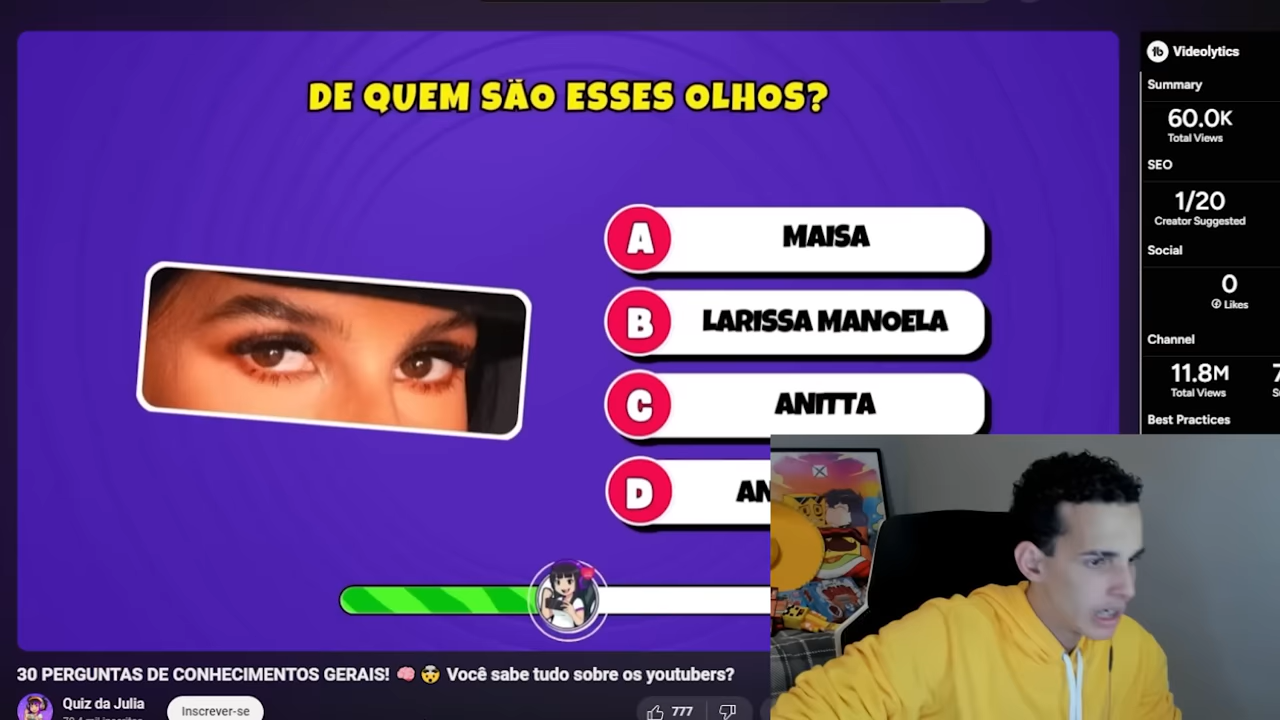 DE QUEM SÃO ESSES OLHOS?
A MAISA
B LARISSA MANOELA
C ANITTA
D AN
30 PERGUNTAS DE CONHECIMENTOS GERAIS! 🧠 😯 Você sabe tudo sobre os youtubers?
Quiz da Julia
Inscrever-se
777
Videolytics
Summary
60.0K
Total Views
SEO
1/20
Creator Suggested
Social
0
Likes
Channel
11.8M
Total Views
Best Practices